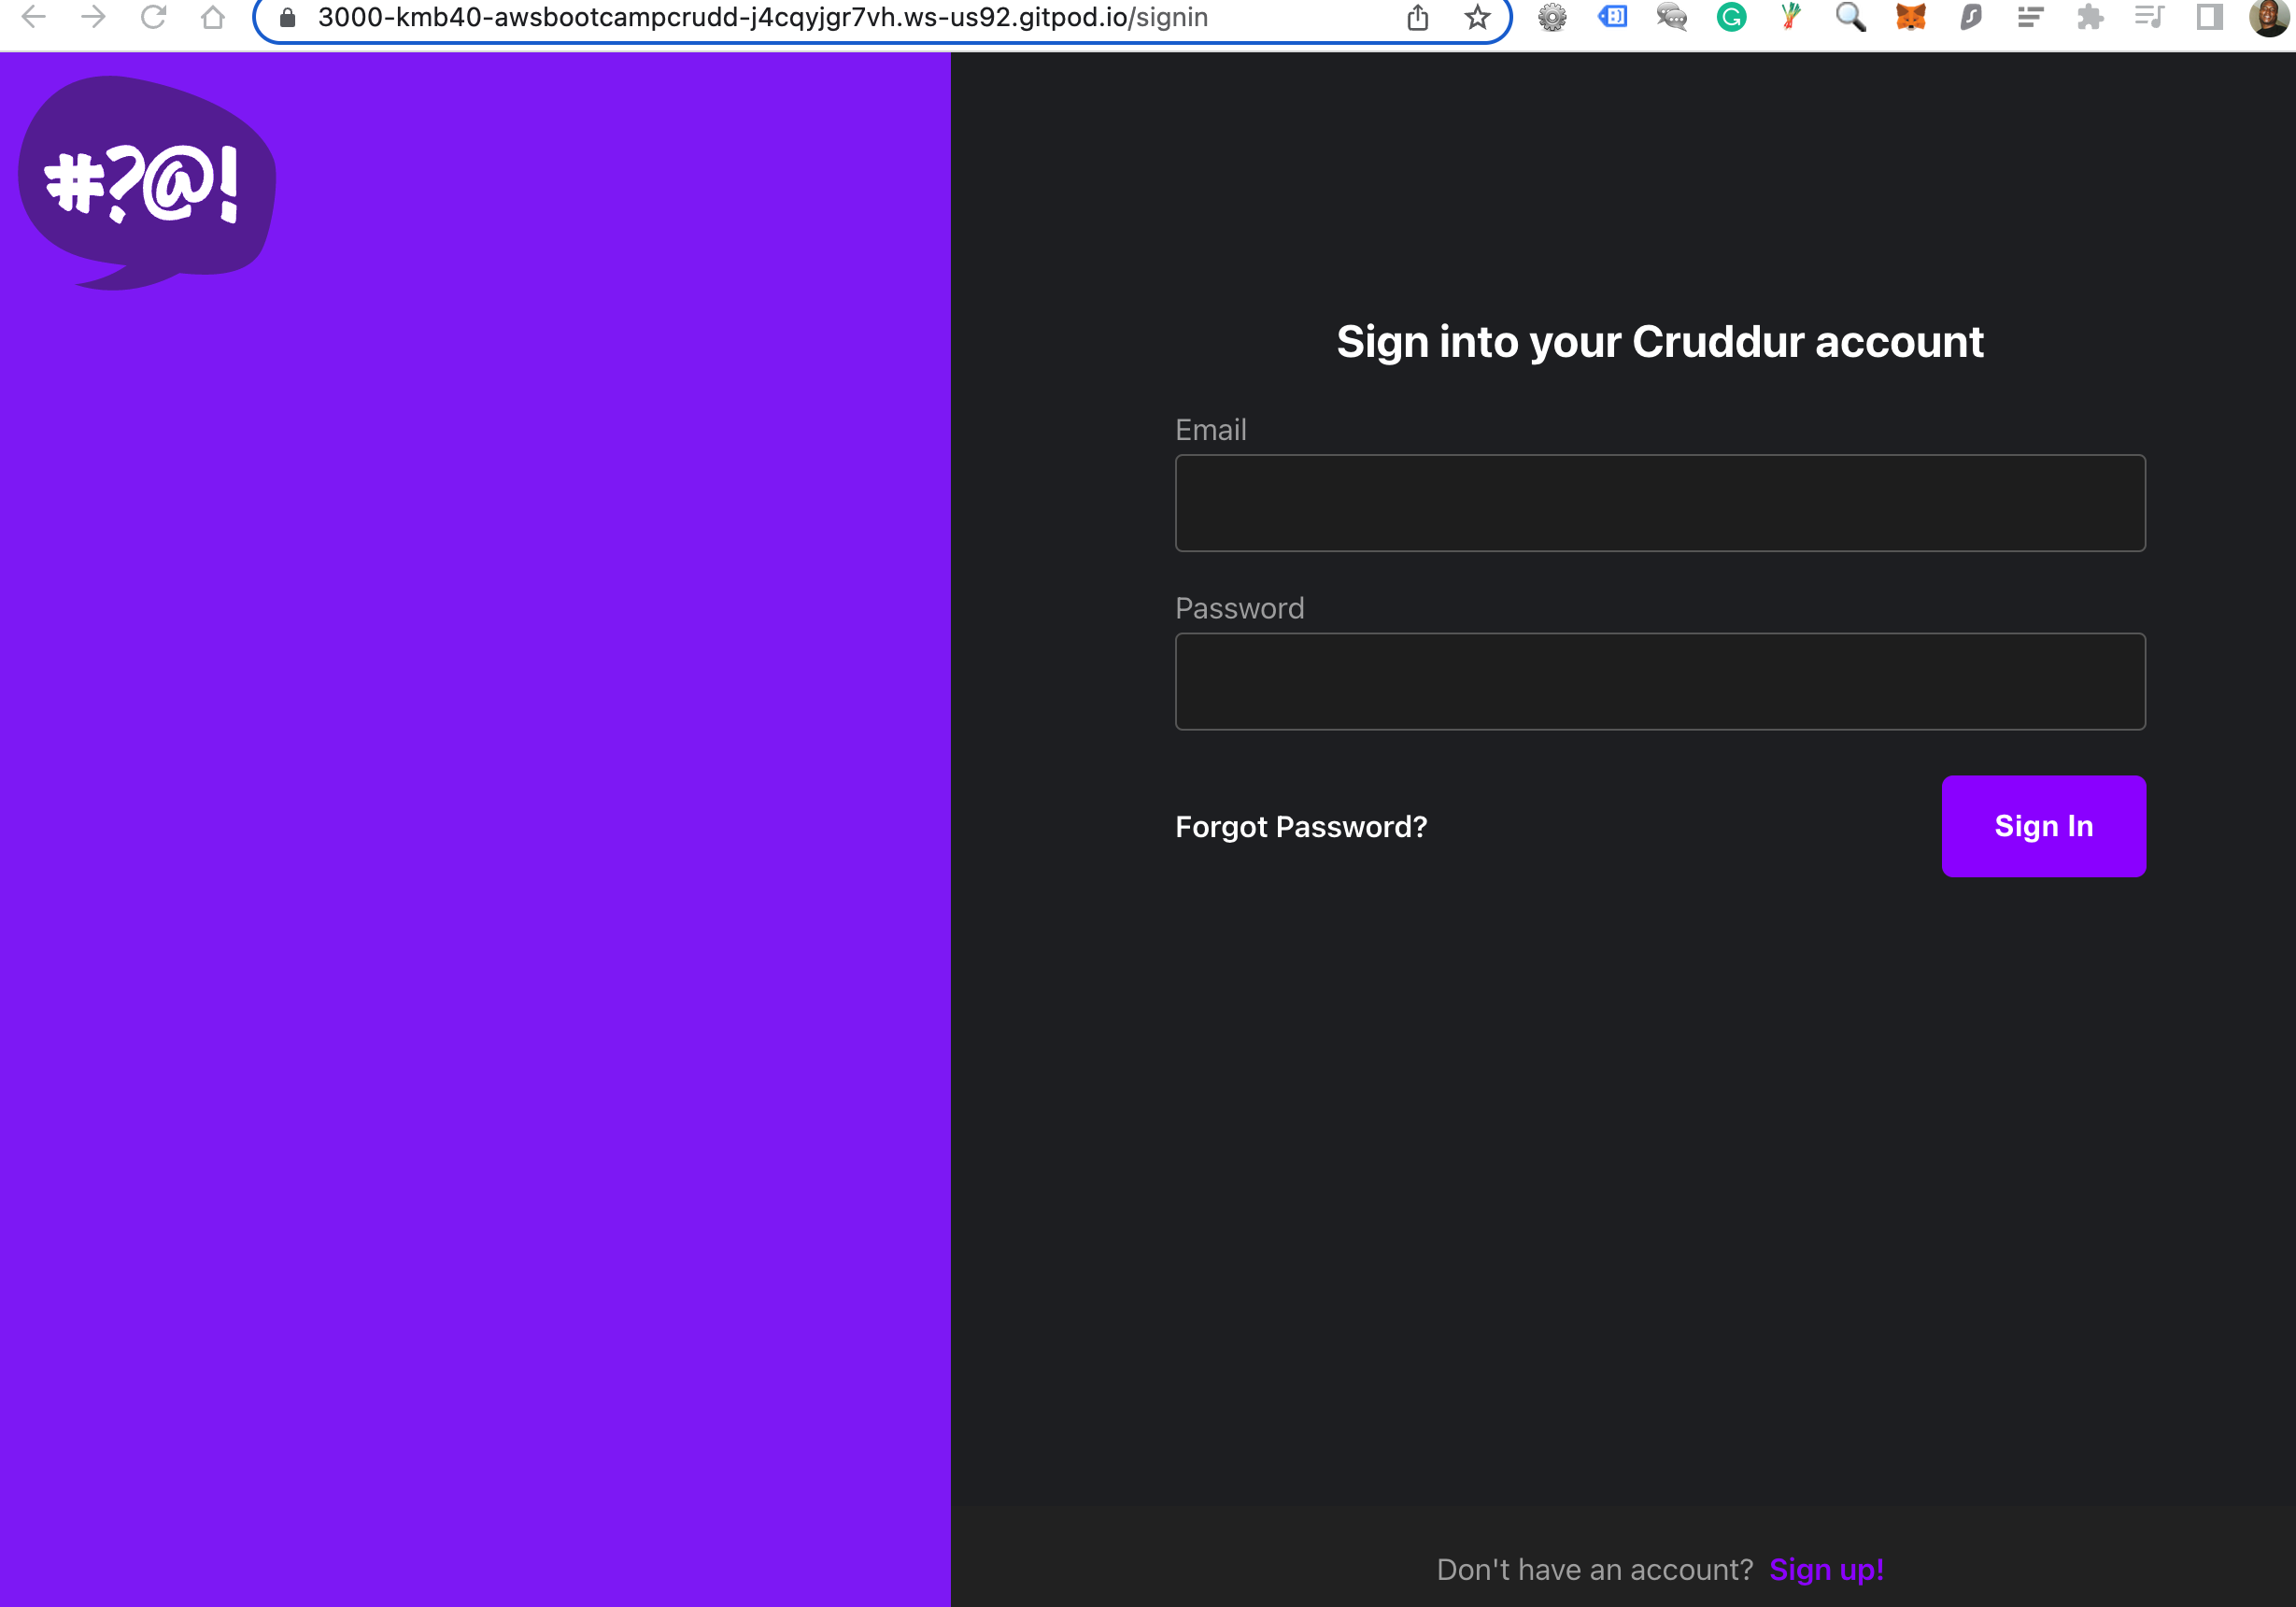 3000-kmb40-awsbootcampcrudd-j4cqyjgr7vh.ws-us92.gitpod.io/signin
#?@!
Sign into your Cruddur account
Email
Password
Forgot Password?
Sign In
Don't have an account? Sign up!